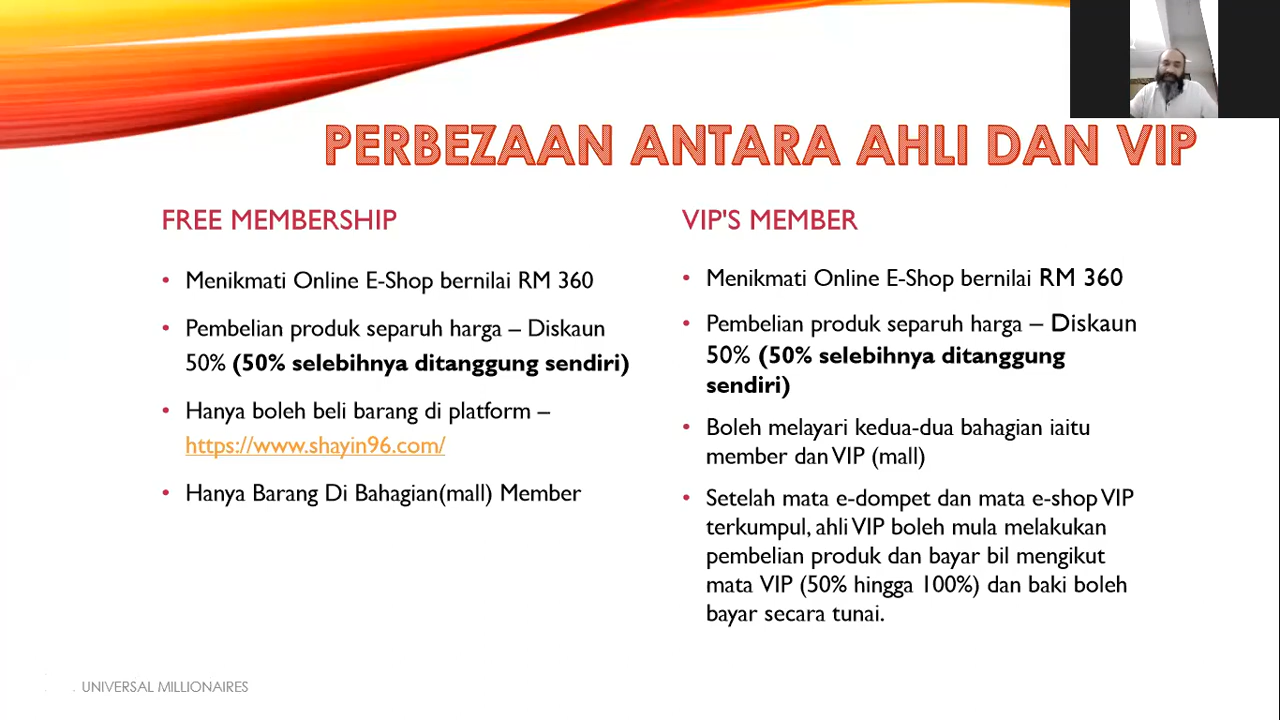 PERBEZAAN ANTARA AHLI DAN VIP
FREE MEMBERSHIP
• Menikmati Online E-Shop bernilai RM 360
• Pembelian produk separuh harga – Diskaun
50% (50% selebihnya ditanggung sendiri)
• Hanya boleh beli barang di platform –
https://www.shayin96.com/
• Hanya Barang Di Bahagian(mall) Member
VIP'S MEMBER
• Menikmati Online E-Shop bernilai RM 360
• Pembelian produk separuh harga – Diskaun
50% (50% selebihnya ditanggung
sendiri)
• Boleh melayari kedua-dua bahagian iaitu
member dan VIP (mall)
• Setelah mata e-dompet dan mata e-shop VIP
terkumpul, ahli VIP boleh mula melakukan
pembelian produk dan bayar bil mengikut
mata VIP (50% hingga 100%) dan baki boleh
bayar secara tunai.
UNIVERSAL MILLIONAIRES